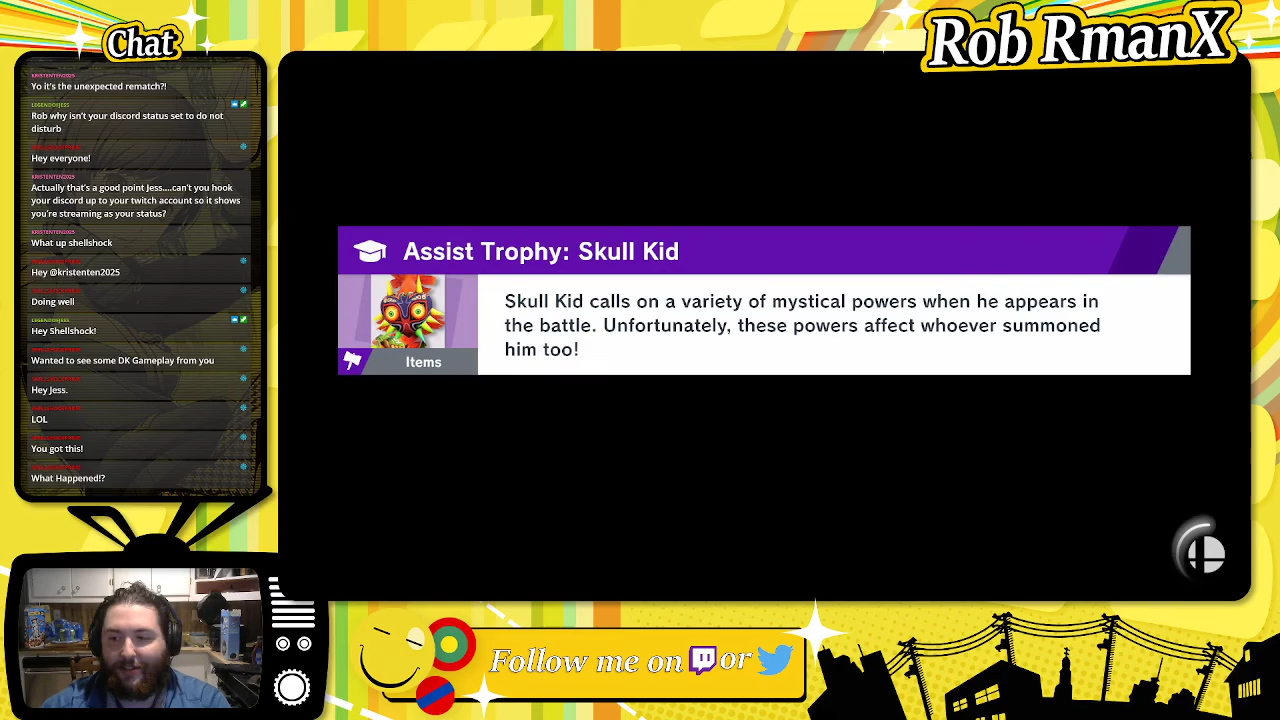 Chat
Rob RmanX
KRISTENTEN2025
Yo it's the unexpected rematch?!
LEGENDOFJESS
Rob why isn't your discord status set to do not
disturb
Hey everyone!
KRISTENTEN2025
Actually that's a good point Jess.....can't you hook
your discord up to your twitch account so it shows
you're streaming as your status?
KRISTENTEN2025
What up shellshock
Hey @kristenten2025
Doing well
LEGENDOFJESS
Hey Shellshock!
Wanted to see some DK Gameplay from you
Hey Jess.
LOL
You got this!
What Happened!?
Assist Trophy: Skull Kid
Skull Kid calls on a variety of mystical powers when he appears in
the battle. Unfortunately, these powers affect whoever summoned
him too!
Items
Follow me on or